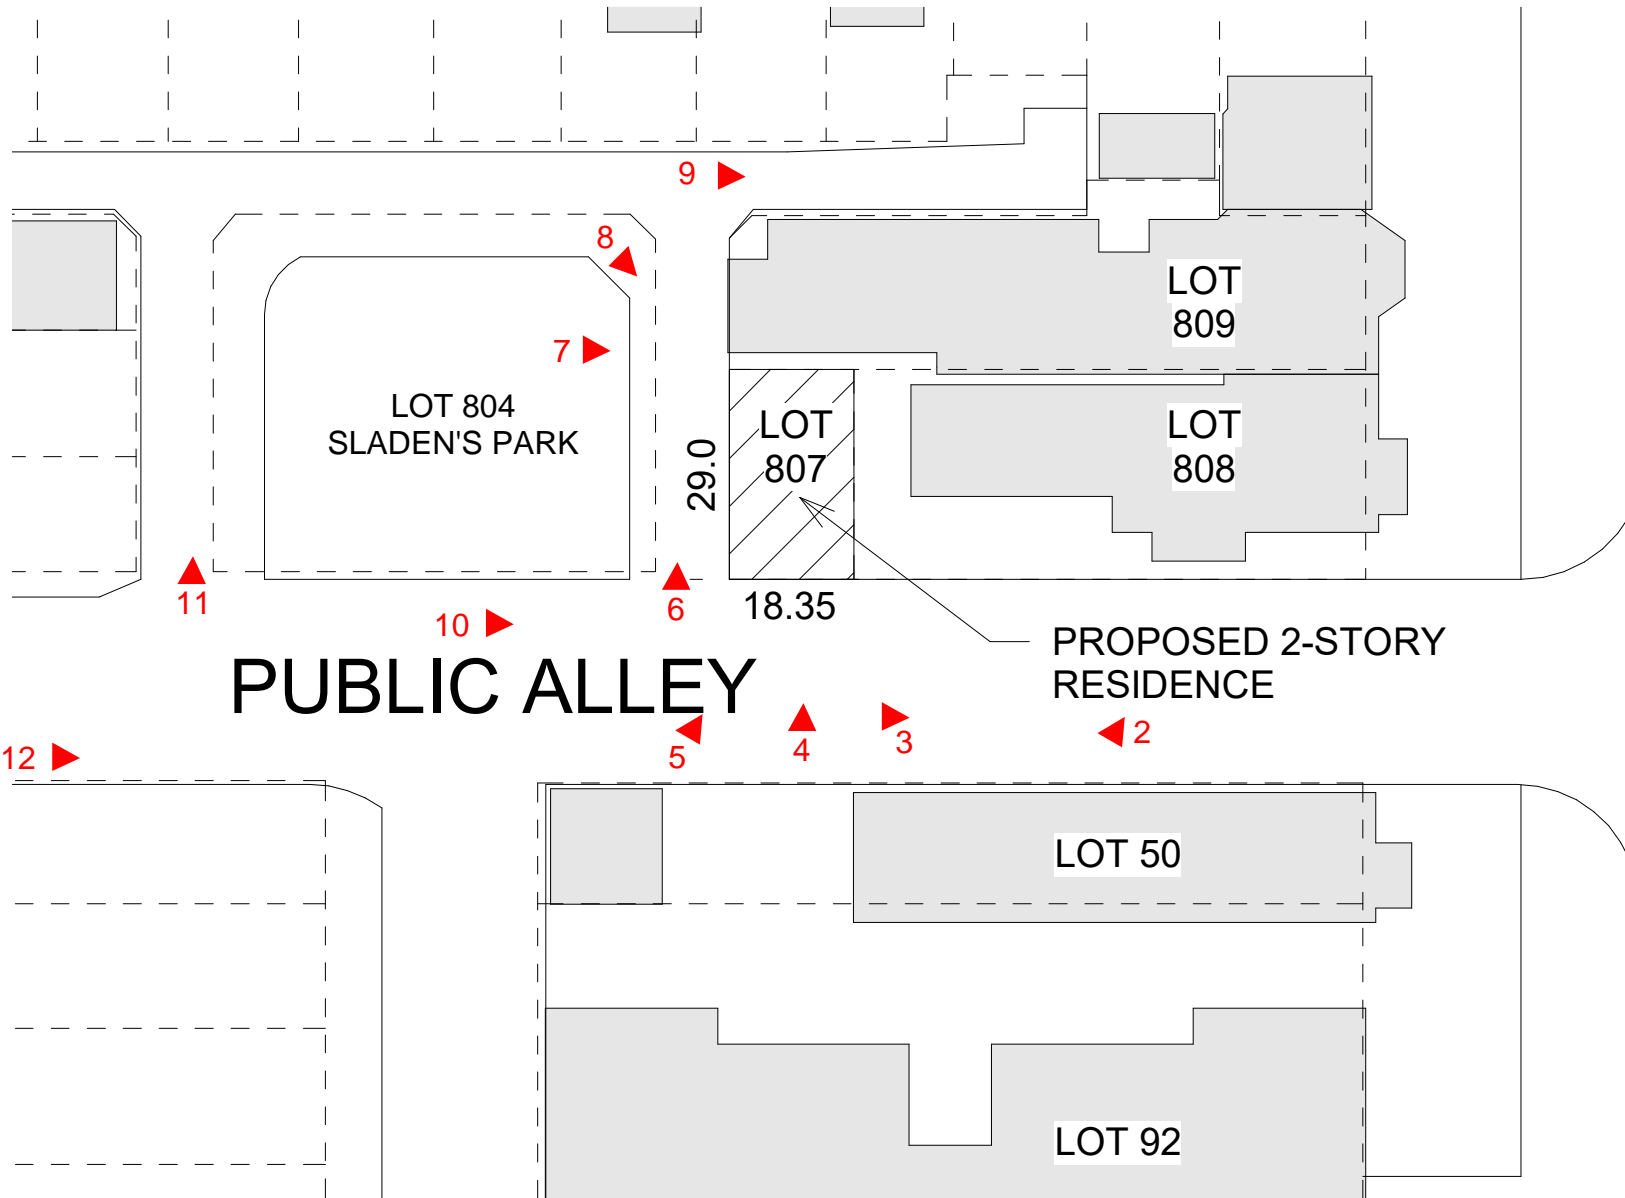 9
8
LOT
809
7
LOT 804
SLADEN'S PARK
29.0
LOT
807
LOT
808
11
10
6
18.35
PROPOSED 2-STORY
RESIDENCE
PUBLIC ALLEY
12
5
4
3
2
LOT 50
LOT 92